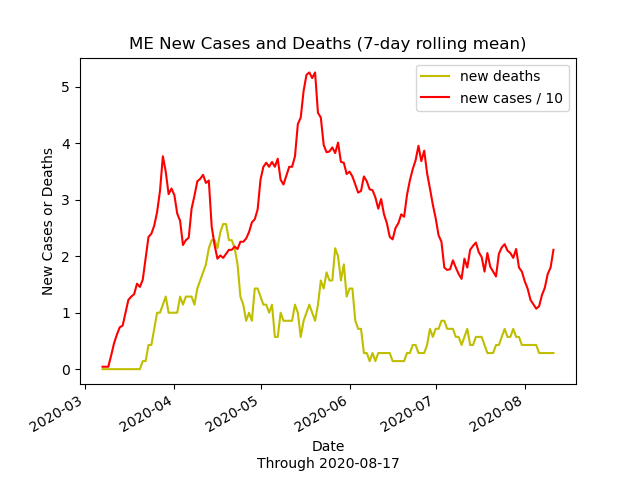 ME New Cases and Deaths (7-day rolling mean)
new deaths
new cases / 10
New Cases or Deaths
5
4
3
2
1
0
2020-03
2020-04
2020-05
2020-06
2020-07
2020-08
Date
Through 2020-08-17